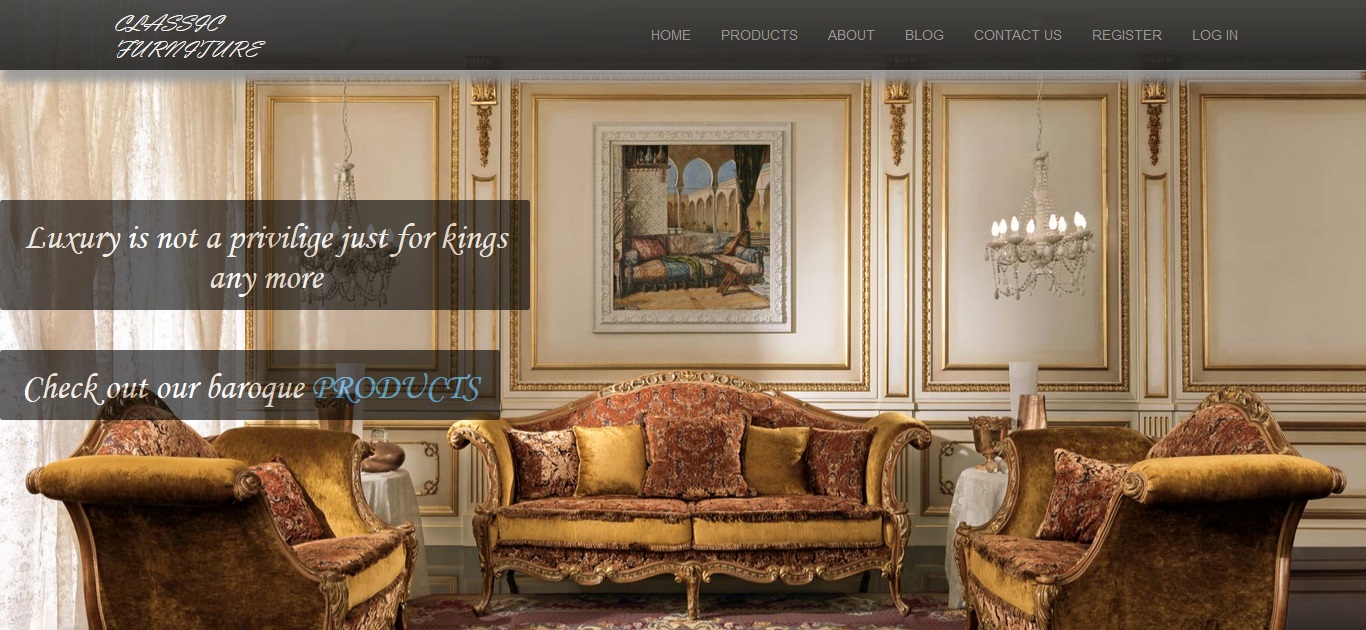 CLASSIC
FURNITURE
HOME PRODUCTS ABOUT BLOG CONTACT US REGISTER LOG IN
Luxury is not a privilige just for kings
any more
Check out our baroque PRODUCTS